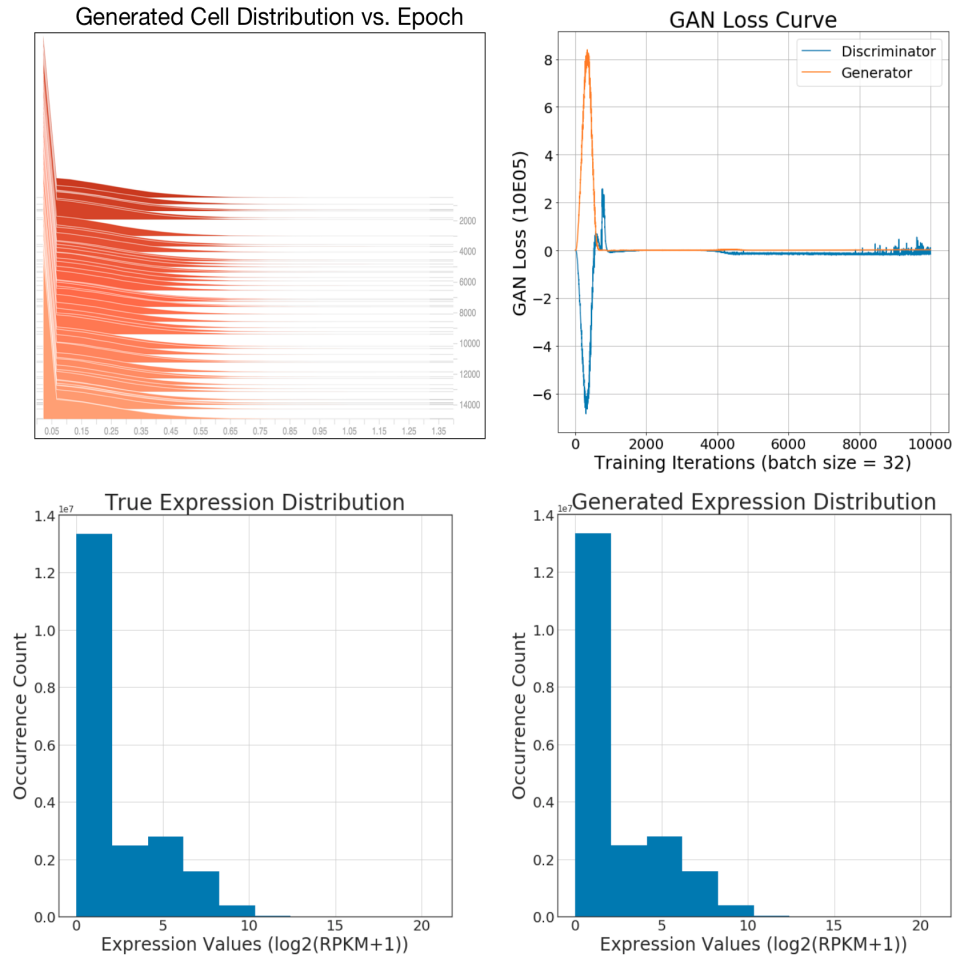 Generated Cell Distribution vs. Epoch
2000
4000
6000
8000
10000
12000
14000
0.05 0.15 0.25 0.35 0.45 0.55 0.65 0.75 0.85 0.95 1.05 1.15 1.25 1.35
GAN Loss Curve
Discriminator
Generator
GAN Loss (10E05)
8
6
4
2
0
−2
−4
−6
0 2000 4000 6000 8000 10000
Training Iterations (batch size = 32)
True Expression Distribution
1e7
Occurrence Count
1.4
1.2
1.0
0.8
0.6
0.4
0.2
0.0
0 5 10 15 20
Expression Values (log2(RPKM+1))
Generated Expression Distribution
1e7
Occurrence Count
1.4
1.2
1.0
0.8
0.6
0.4
0.2
0.0
0 5 10 15 20
Expression Values (log2(RPKM+1))